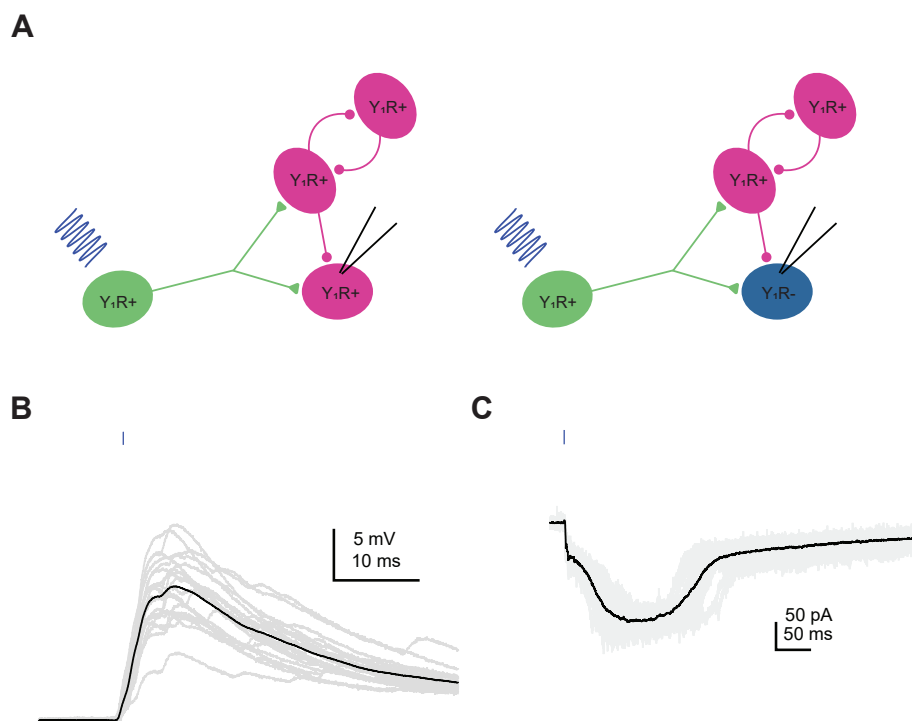 A
Y₁R+
Y₁R+
Y₁R+
Y₁R+
Y₁R+
Y₁R+
Y₁R+
Y₁R-
B
C
5 mV
10 ms
50 pA
50 ms